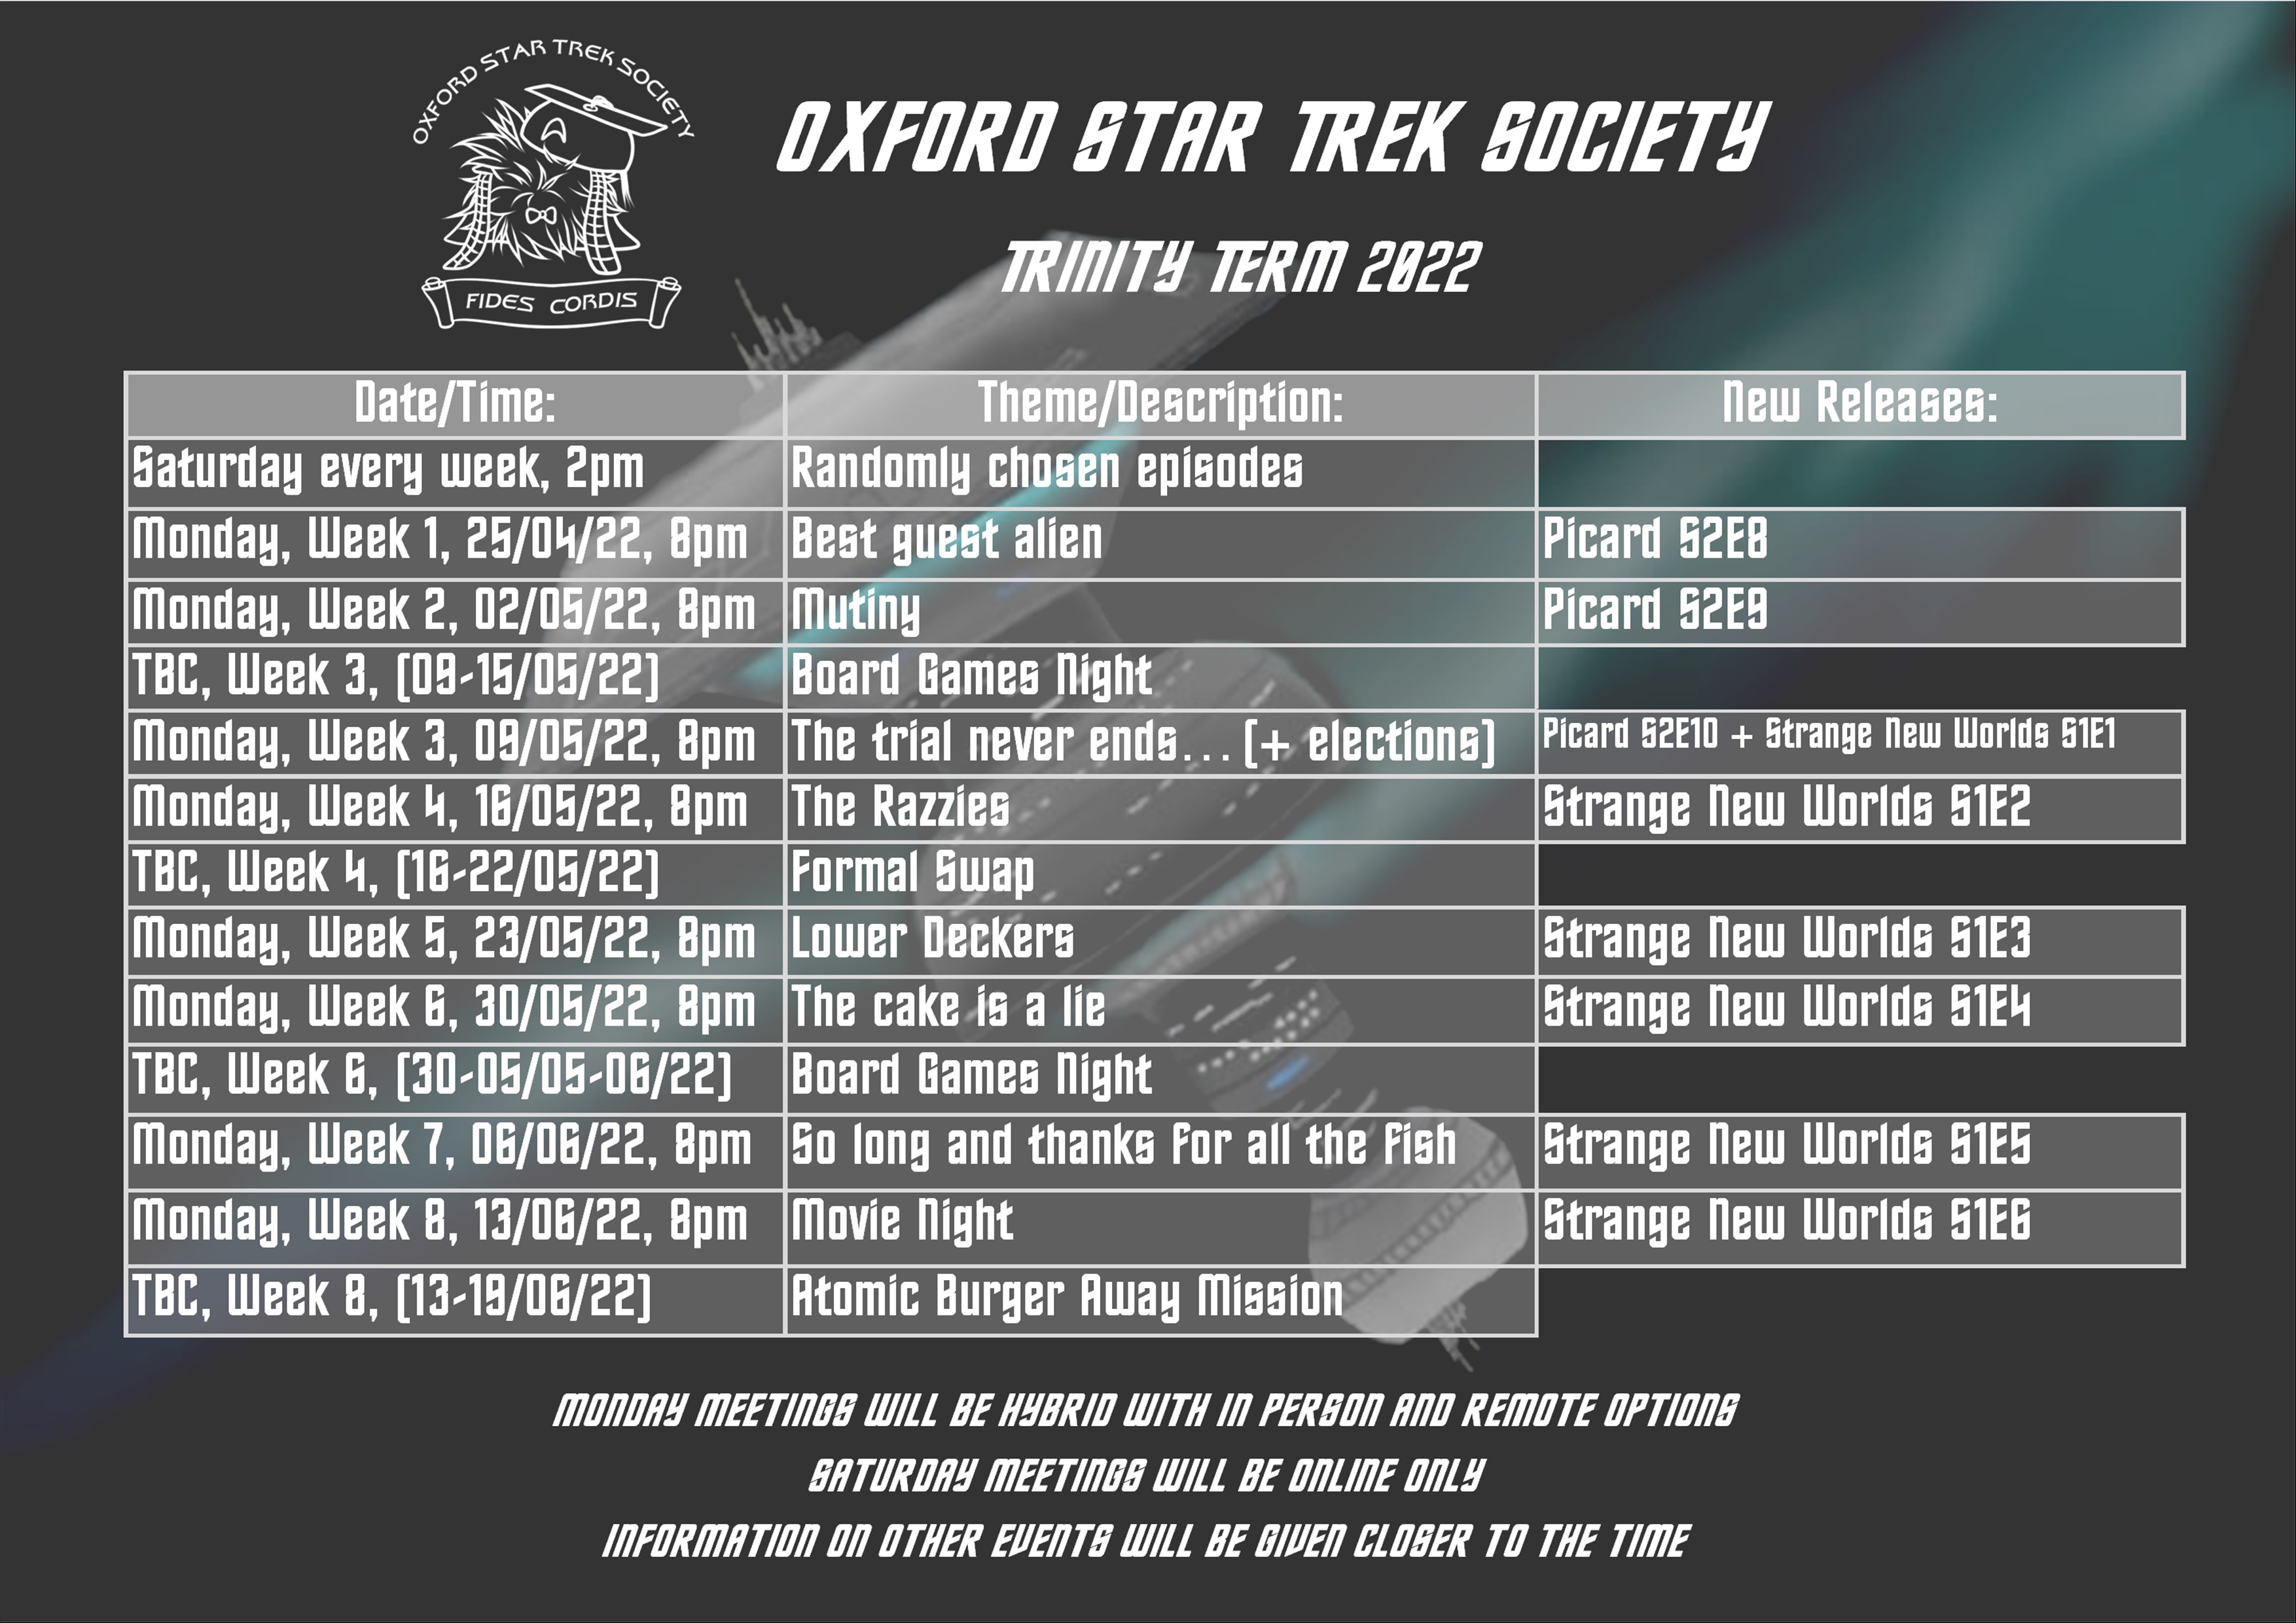 OXFORD STAR TREK SOCIETY
FIDES CORDIS
OXFORD STAR TREK SOCIETY
TRINITY TERM 2022
Date/Time: Theme/Description: New Releases:
Saturday every week, 2pm Randomly chosen episodes
Monday, Week 1, 25/04/22, 8pm Best guest alien Picard S2E8
Monday, Week 2, 02/05/22, 8pm Mutiny Picard S2E9
TBC, Week 3, (09-15/05/22) Board Games Night
Monday, Week 3, 09/05/22, 8pm The trial never ends... (+ elections) Picard S2E10 + Strange New Worlds S1E1
Monday, Week 4, 16/05/22, 8pm The Razzies Strange New Worlds S1E2
TBC, Week 4, (16-22/05/22) Formal Swap
Monday, Week 5, 23/05/22, 8pm Lower Deckers Strange New Worlds S1E3
Monday, Week 6, 30/05/22, 8pm The cake is a lie Strange New Worlds S1E4
TBC, Week 6, (30-05/05-06/22) Board Games Night
Monday, Week 7, 06/06/22, 8pm So long and thanks for all the fish Strange New Worlds S1E5
Monday, Week 8, 13/06/22, 8pm Movie Night Strange New Worlds S1E6
TBC, Week 8, (13-19/06/22) Atomic Burger Away Mission
MONDAY MEETINGS WILL BE HYBRID WITH IN PERSON AND REMOTE OPTIONS
SATURDAY MEETINGS WILL BE ONLINE ONLY
INFORMATION ON OTHER EVENTS WILL BE GIVEN CLOSER TO THE TIME